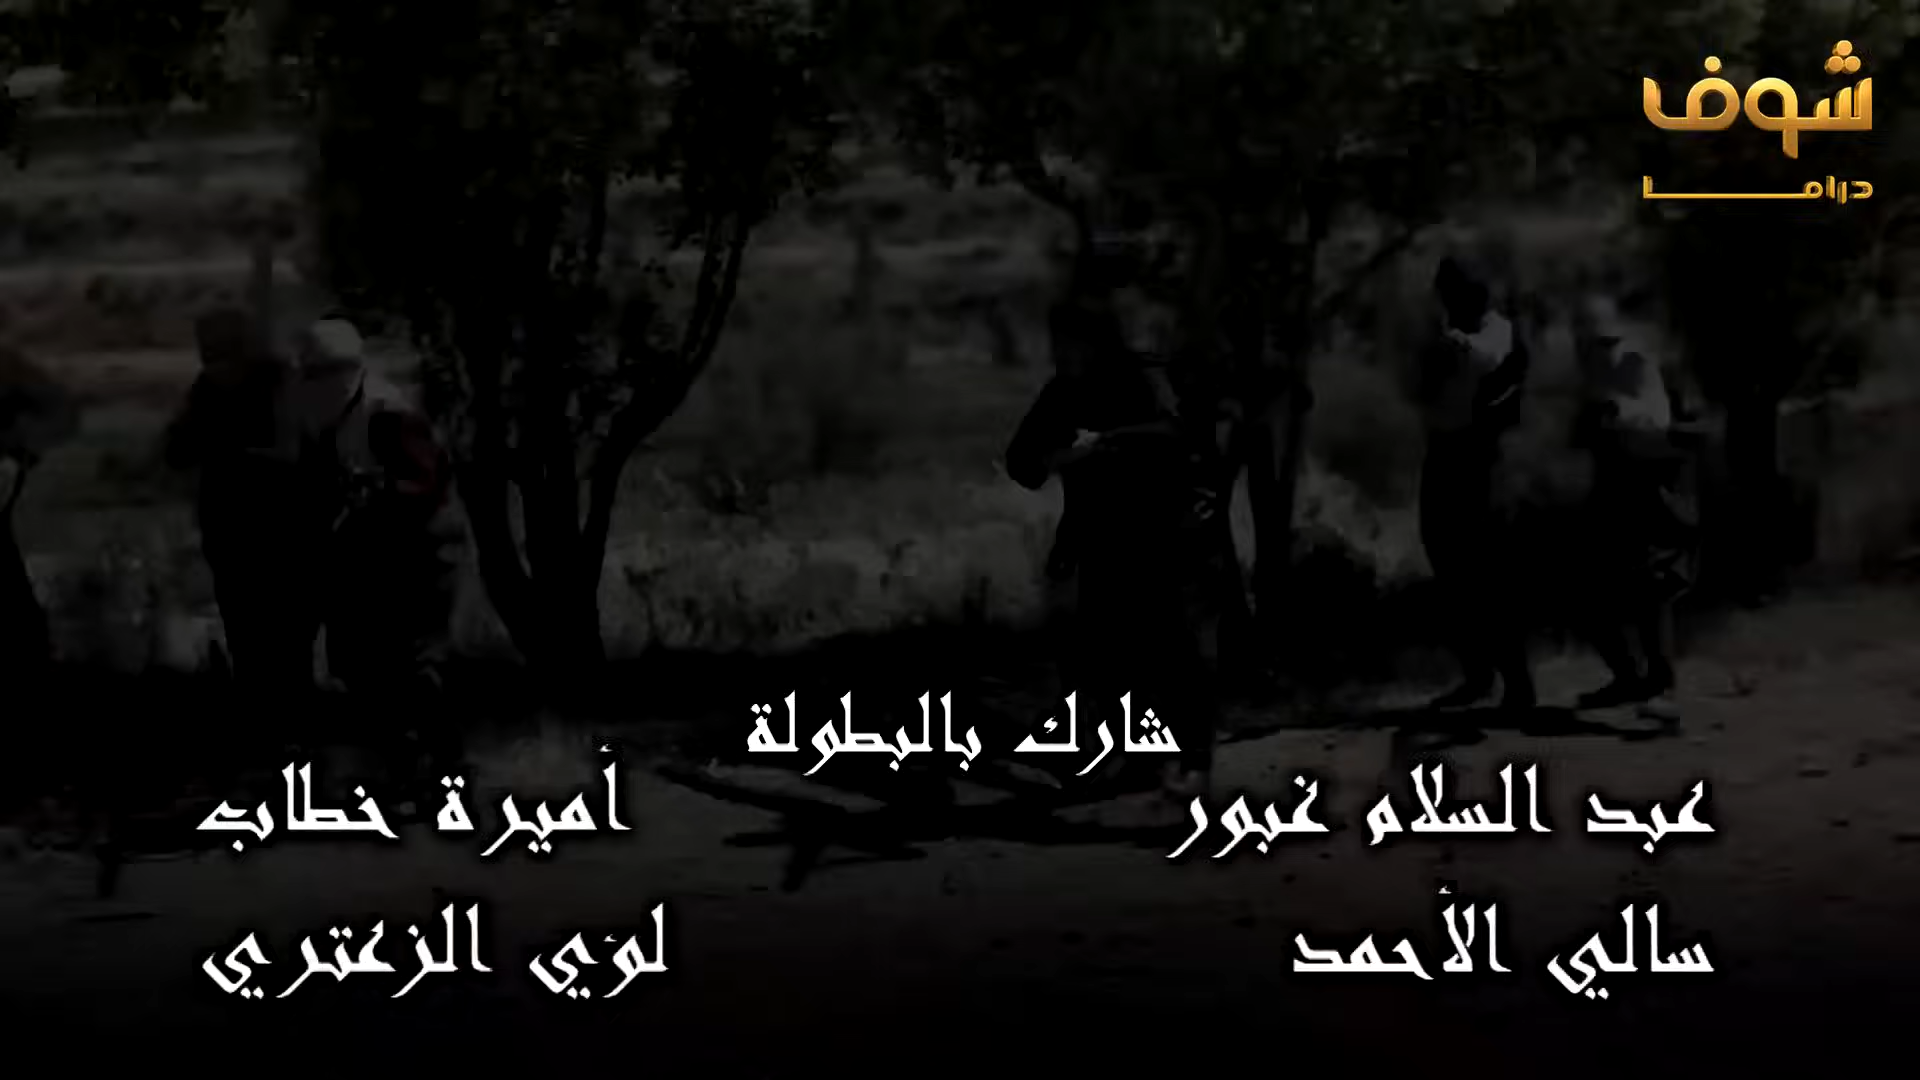 شوف
دراما
شارك بالبطولة
عبد السلام غبور
أميرة خطاب
سالي الأحمد
لؤي الزعتري